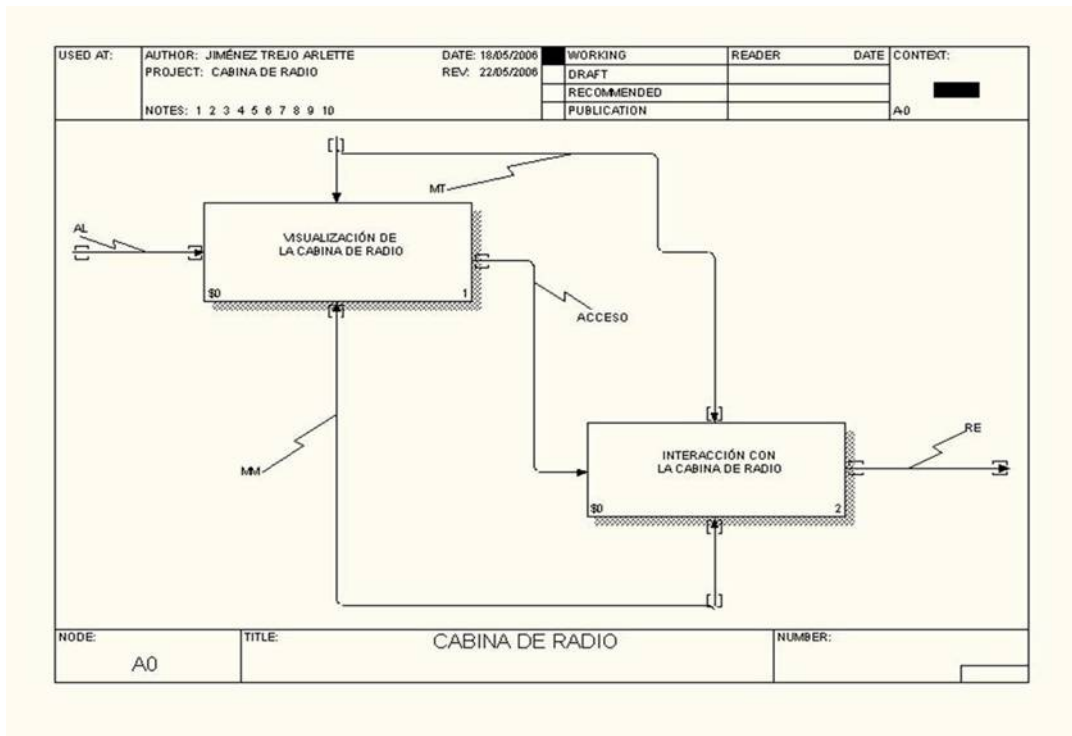 USED AT:
AUTHOR: JIMÉNEZ TREJO ARLETTE
DATE: 18/05/2006
WORKING
READER
DATE
CONTEXT:
PROJECT: CABINA DE RADIO
REV: 22/05/2006
DRAFT
RECOMMENDED
NOTES: 1 2 3 4 5 6 7 8 9 10
PUBLICATION
A-0
MT
AL
VISUALIZACIÓN DE
LA CABINA DE RADIO
$0
1
ACCESO
RE
INTERACCIÓN CON
LA CABINA DE RADIO
MM
$0
2
NODE:
A0
TITLE:
CABINA DE RADIO
NUMBER: